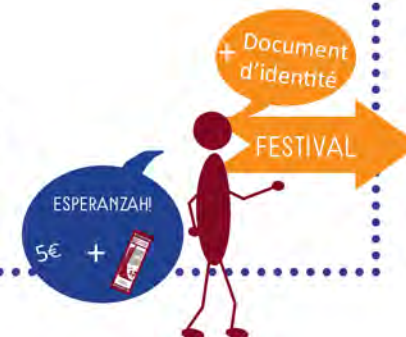 + Document
d'identité
FESTIVAL
ESPERANZAH!
5€ +